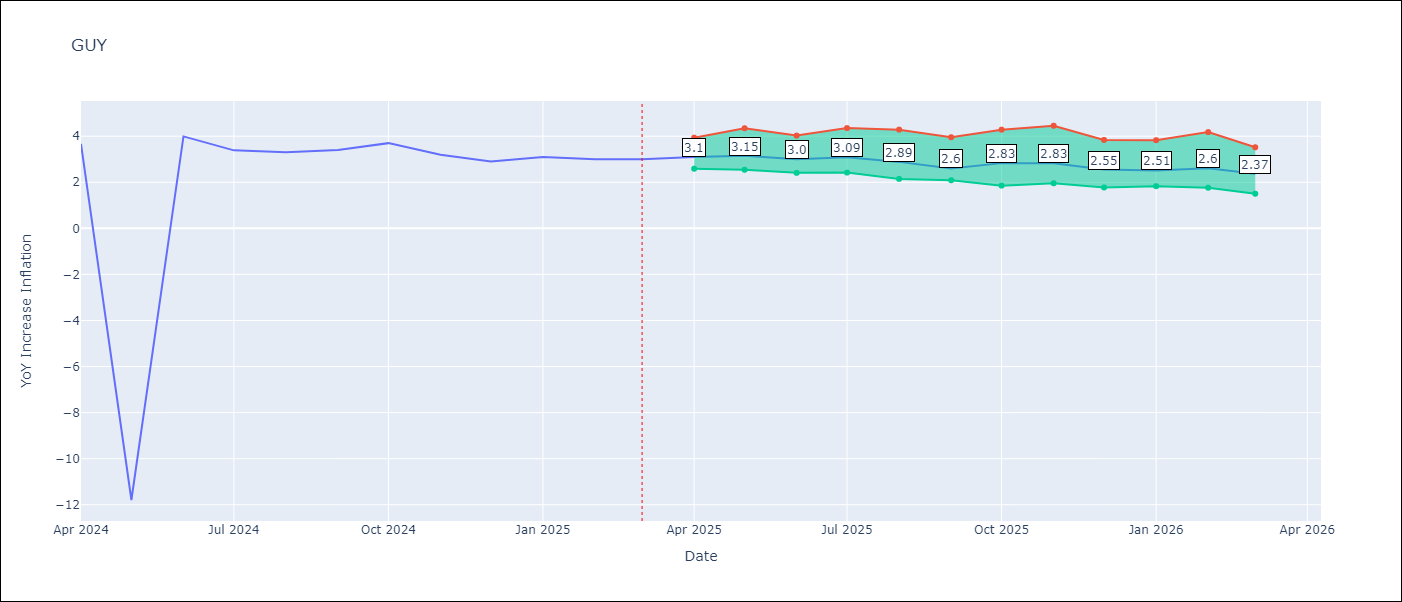 GUY
YoY Increase Inflation
4
2
0
−2
−4
−6
−8
−10
−12
3.1
3.15
3.0
3.09
2.89
2.6
2.83
2.83
2.55
2.51
2.6
2.37
Apr 2024
Jul 2024
Oct 2024
Jan 2025
Apr 2025
Jul 2025
Oct 2025
Jan 2026
Apr 2026
Date